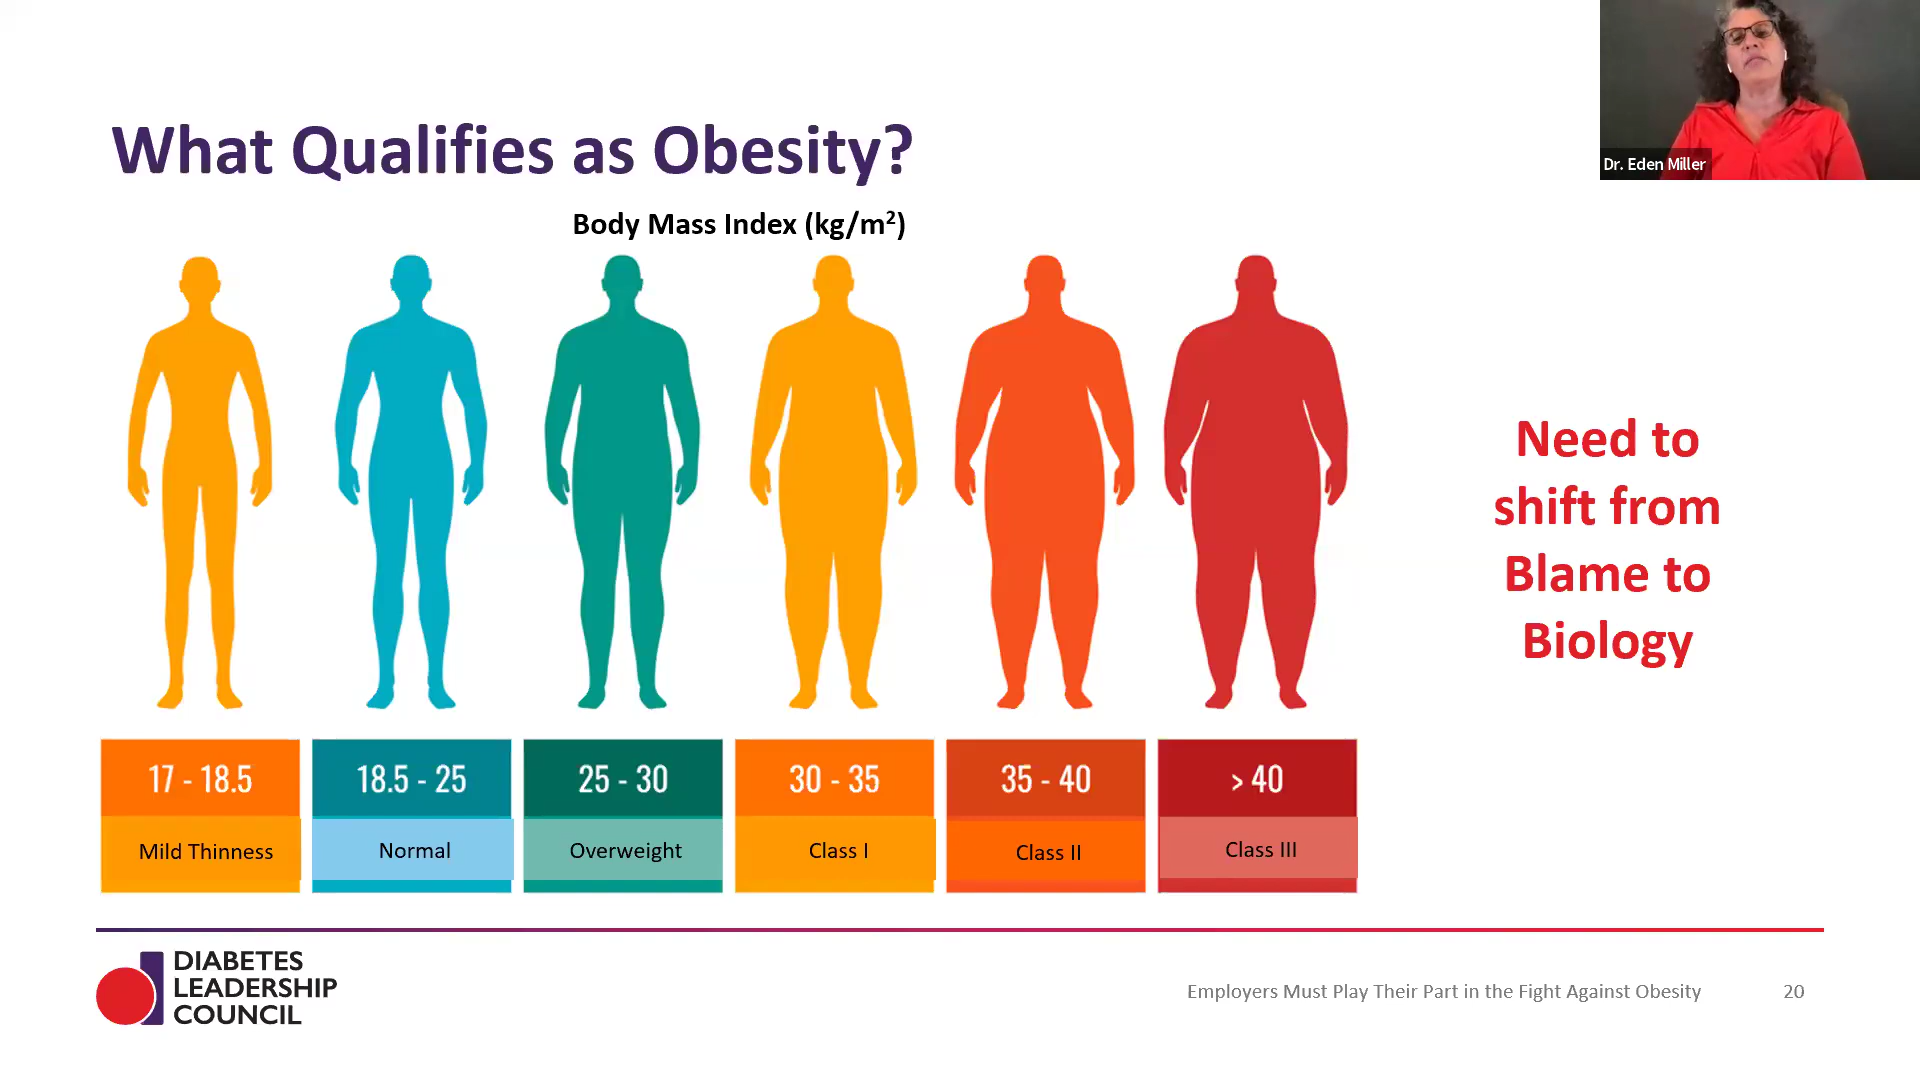 What Qualifies as Obesity?
Dr. Eden Miller
Body Mass Index (kg/m²)
Need to
shift from
Blame to
Biology
17 - 18.5
18.5 - 25
25 - 30
30 - 35
35 - 40
> 40
Mild Thinness
Normal
Overweight
Class I
Class II
Class III
DIABETES
LEADERSHIP
COUNCIL
Employers Must Play Their Part in the Fight Against Obesity
20